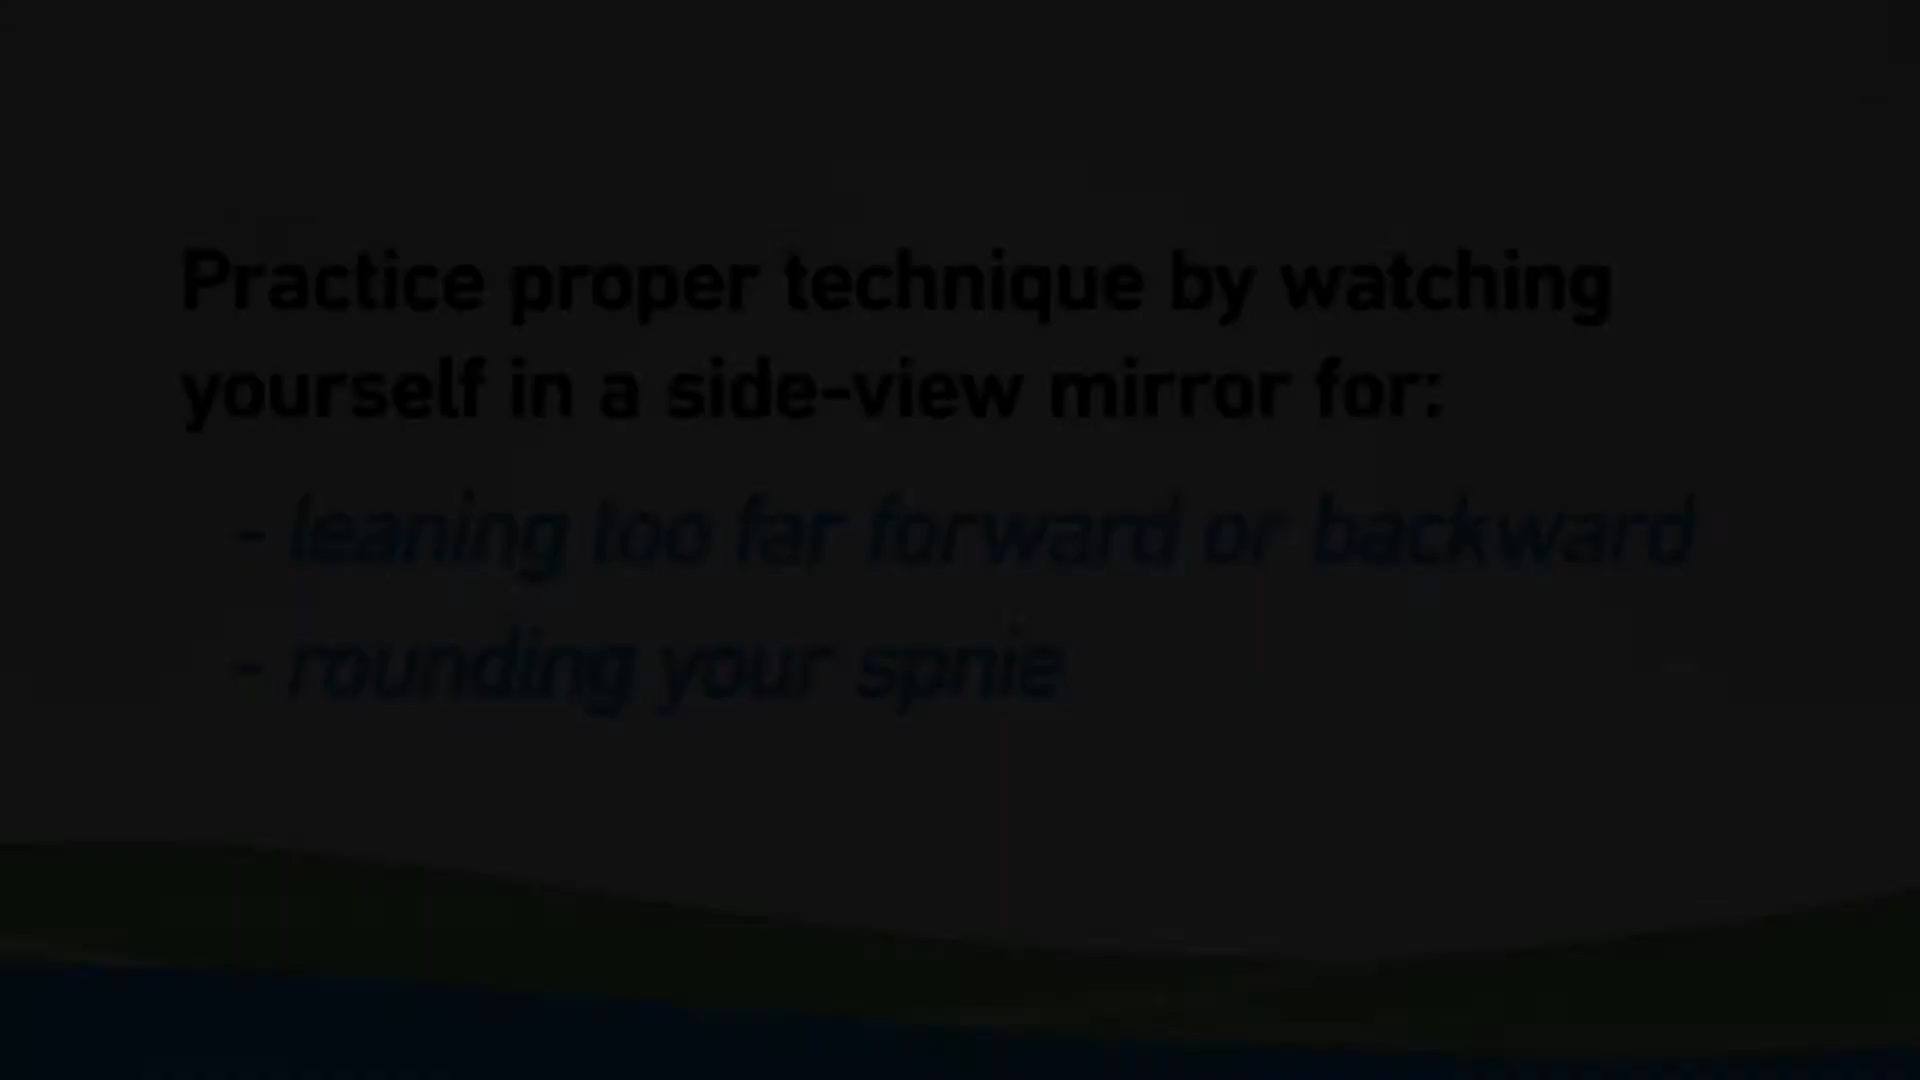 Practice proper technique by watching
yourself in a side-view mirror for:
- leaning too far forward or backward
- rounding your spnie